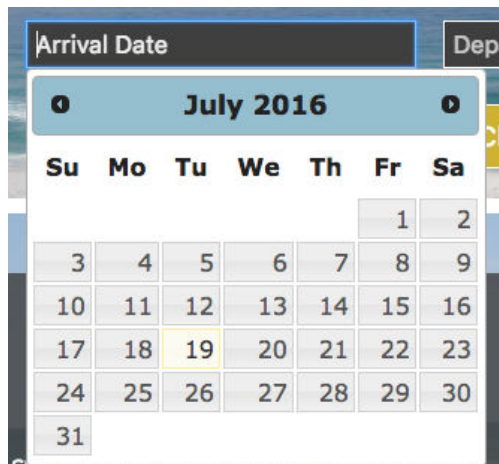 Arrival Date Dep
July 2016
Su Mo Tu We Th Fr Sa
1 2
3 4 5 6 7 8 9
10 11 12 13 14 15 16
17 18 19 20 21 22 23
24 25 26 27 28 29 30
31